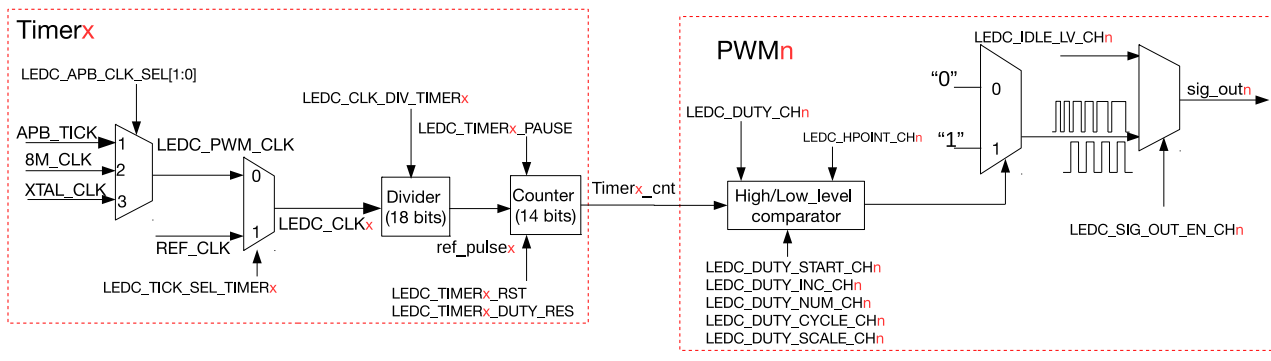 Timerx
LEDC_APB_CLK_SEL[1:0]
APB_TICK
8M_CLK
XTAL_CLK
1
2
3
LEDC_PWM_CLK
REF_CLK
0
1
LEDC_TICK_SEL_TIMERx
LEDC_CLKx
LEDC_CLK_DIV_TIMERx
Divider
(18 bits)
ref_pulsex
LEDC_TIMERx_PAUSE
Counter
(14 bits)
LEDC_TIMERx_RST
LEDC_TIMERx_DUTY_RES
Timerx_cnt
PWMn
LEDC_DUTY_CHn
LEDC_HPOINT_CHn
High/Low_level
comparator
LEDC_DUTY_START_CHn
LEDC_DUTY_INC_CHn
LEDC_DUTY_NUM_CHn
LEDC_DUTY_CYCLE_CHn
LEDC_DUTY_SCALE_CHn
“0”
“1”
0
1
LEDC_IDLE_LV_CHn
sig_outn
LEDC_SIG_OUT_EN_CHn